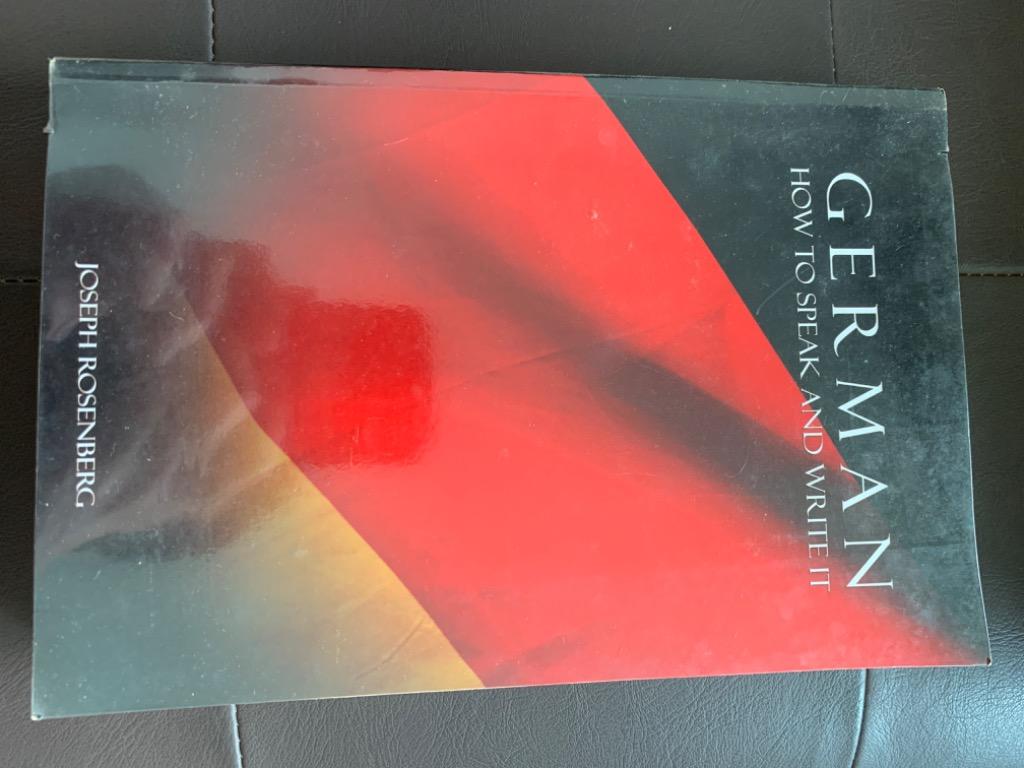 GERMAN
HOW TO SPEAK AND WRITE IT
JOSEPH ROSENBERG